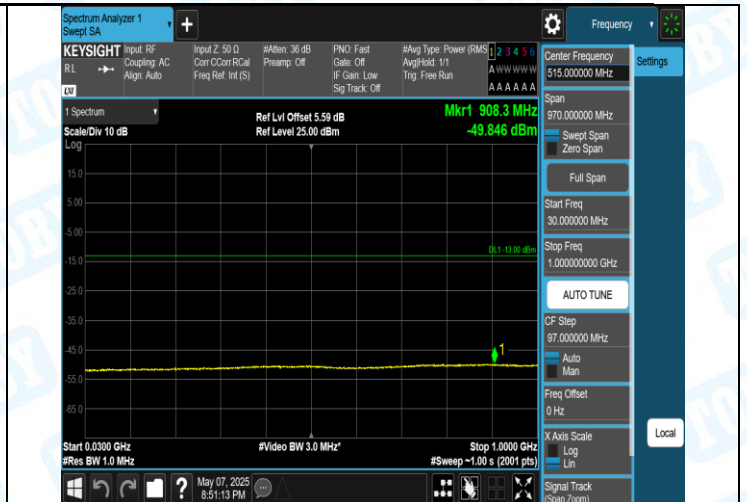 Spectrum Analyzer 1
Swept SA
+
Frequency
KEYSIGHT
RL
LXI
Input: RF
Coupling: AC
Align: Auto
Input Z: 50 Ω
Corr CCorr RCal
Freq Ref: Int (S)
#Atten: 36 dB
Preamp: Off
PNO: Fast
Gate: Off
IF Gain: Low
Sig Track: Off
#Avg Type: Power (RMS
Avg|Hold: 1/1
Trig: Free Run
1 2 3 4 5 6
A W W W W W
A A A A A A
1 Spectrum
Scale/Div 10 dB
Log
Ref Lvl Offset 5.59 dB
Ref Level 25.00 dBm
Mkr1 908.3 MHz
-49.846 dBm
15.0
5.00
-5.00
-15.0
-25.0
-35.0
-45.0
-55.0
-65.0
DL1 -13.00 dBm
1
Start 0.0300 GHz
#Res BW 1.0 MHz
#Video BW 3.0 MHz*
Stop 1.0000 GHz
#Sweep ~1.00 s (2001 pts)
?
May 07, 2025
8:51:13 PM
Center Frequency
515.000000 MHz
Span
970.000000 MHz
Swept Span
Zero Span
Full Span
Start Freq
30.000000 MHz
Stop Freq
1.000000000 GHz
AUTO TUNE
CF Step
97.000000 MHz
Auto
Man
Freq Offset
0 Hz
X Axis Scale
Log
Lin
Signal Track
(Span Zoom)
Settings
Local